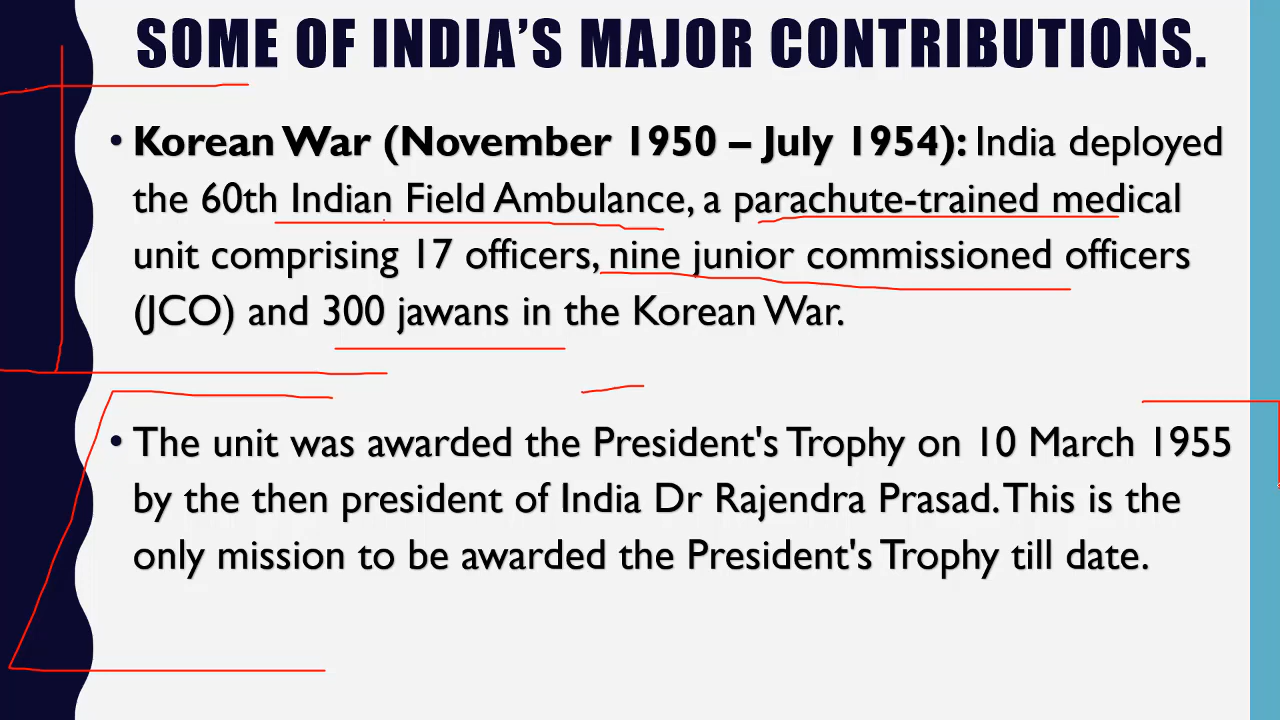 SOME OF INDIA'S MAJOR CONTRIBUTIONS.
• Korean War (November 1950 – July 1954): India deployed
the 60th Indian Field Ambulance, a parachute-trained medical
unit comprising 17 officers, nine junior commissioned officers
(JCO) and 300 jawans in the Korean War.
• The unit was awarded the President's Trophy on 10 March 1955
by the then president of India Dr Rajendra Prasad. This is the
only mission to be awarded the President's Trophy till date.